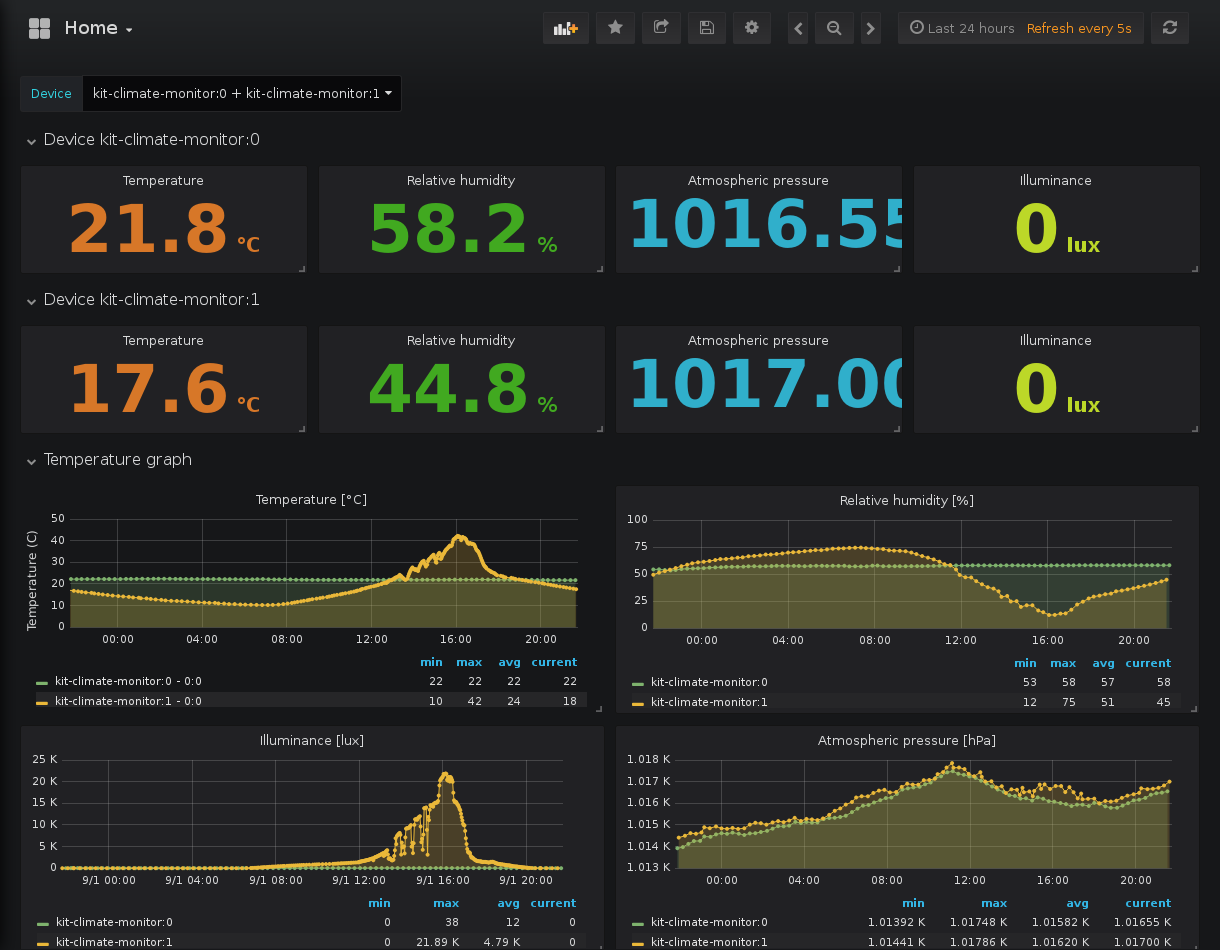 Home
Last 24 hours Refresh every 5s
Device kit-climate-monitor:0 + kit-climate-monitor:1
Device kit-climate-monitor:0
Temperature Relative humidity Atmospheric pressure Illuminance
21.8 °C 58.2 % 1016.55 0 lux
Device kit-climate-monitor:1
Temperature Relative humidity Atmospheric pressure Illuminance
17.6 °C 44.8 % 1017.00 0 lux
Temperature graph
Temperature [°C]
Temperature (C)
50
40
30
20
10
0
00:00 04:00 08:00 12:00 16:00 20:00
min max avg current
kit-climate-monitor:0 - 0:0 22 22 22 22
kit-climate-monitor:1 - 0:0 10 42 24 18
Relative humidity [%]
100
75
50
25
0
00:00 04:00 08:00 12:00 16:00 20:00
min max avg current
kit-climate-monitor:0 53 58 57 58
kit-climate-monitor:1 12 75 51 45
Illuminance [lux]
25 K
20 K
15 K
10 K
5 K
0
9/1 00:00 9/1 04:00 9/1 08:00 9/1 12:00 9/1 16:00 9/1 20:00
min max avg current
kit-climate-monitor:0 0 38 12 0
kit-climate-monitor:1 0 21.89 K 4.79 K 0
Atmospheric pressure [hPa]
1.018 K
1.017 K
1.016 K
1.015 K
1.014 K
1.013 K
00:00 04:00 08:00 12:00 16:00 20:00
min max avg current
kit-climate-monitor:0 1.01392 K 1.01748 K 1.01582 K 1.01655 K
kit-climate-monitor:1 1.01441 K 1.01786 K 1.01620 K 1.01700 K